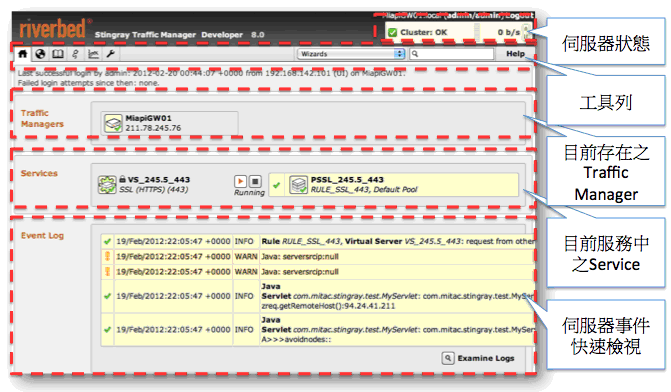 riverbed Stingray Traffic Manager Developer 8.0
MiapiGW01.local (admin/admin)Logout
Cluster: OK 0 b/s
Wizards Help
Last successful login by admin: 2012-02-20 00:44:07 +0000 from 192.168.142.101 (UI) on MiapiGW01.
Failed login attempts since then: none.
Traffic Managers
MiapiGW01
211.78.245.76
Services
VS_245.5_443
SSL (HTTPS) (443)
Running
PSSL_245.5_443
RULE_SSL_443, Default Pool
Event Log
19/Feb/2012:22:05:47 +0000 INFO Rule RULE_SSL_443, Virtual Server VS_245.5_443: request from other
19/Feb/2012:22:05:47 +0000 WARN Java: serversrcip:null
19/Feb/2012:22:05:47 +0000 WARN Java: serversrcip:null
19/Feb/2012:22:05:47 +0000 INFO Java
Servlet com.mitac.stingray.test.MyServlet: com.mitac.stingray.test.MySer
zreq.getRemoteHost():94.24.41.211
19/Feb/2012:22:05:47 +0000 INFO Java
Servlet com.mitac.stingray.test.MyServlet: com.mitac.stingray.test.MySer
A>>>avoidnodes::
Examine Logs
伺服器狀態
工具列
目前存在之
Traffic
Manager
目前服務中
之Service
伺服器事件
快速檢視